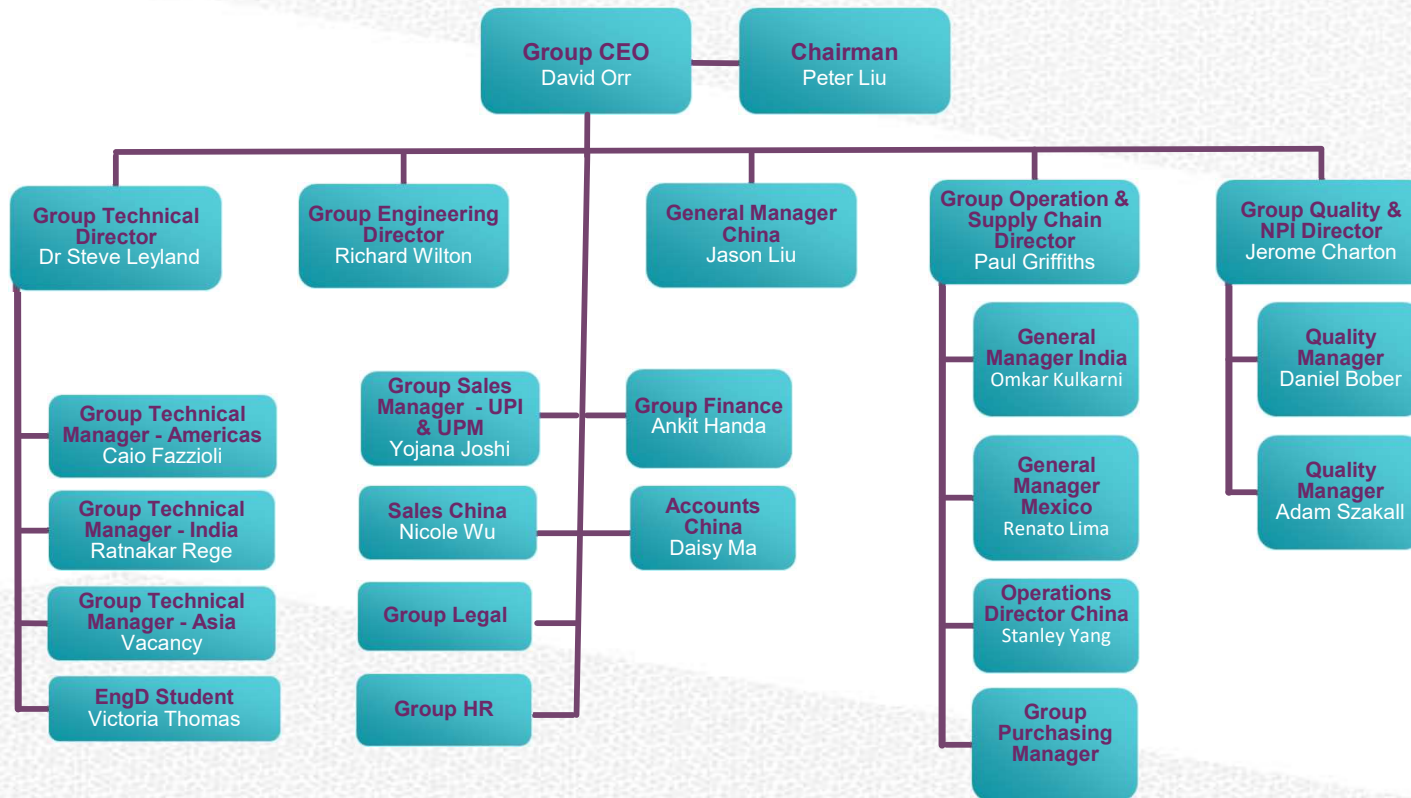 Group CEO
David Orr
Chairman
Peter Liu
Group Technical
Director
Dr Steve Leyland
Group Engineering
Director
Richard Wilton
General Manager
China
Jason Liu
Group Operation &
Supply Chain
Director
Paul Griffiths
Group Quality &
NPI Director
Jerome Charton
Group Technical
Manager - Americas
Caio Fazzioli
Group Technical
Manager - India
Ratnakar Rege
Group Technical
Manager - Asia
Vacancy
EngD Student
Victoria Thomas
Group Sales
Manager - UPI
& UPM
Yojana Joshi
Sales China
Nicole Wu
Group Legal
Group HR
Group Finance
Ankit Handa
Accounts
China
Daisy Ma
General
Manager India
Omkar Kulkarni
General
Manager
Mexico
Renato Lima
Operations
Director China
Stanley Yang
Group
Purchasing
Manager
Quality
Manager
Daniel Bober
Quality
Manager
Adam Szakall